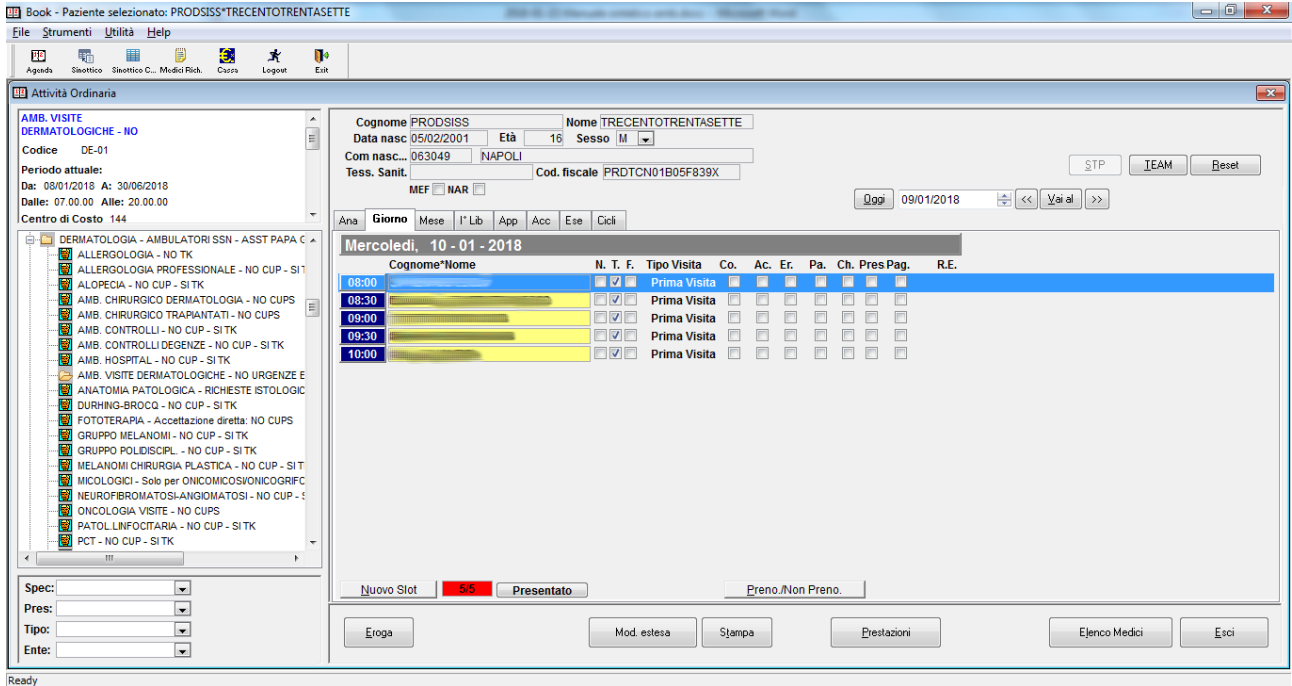 Book - Paziente selezionato: PRODSISS*TRECENTOTRENTASETTE
File Strumenti Utilità Help
Agenda Sinottico Sinottico C... Medici Rich. Cassa Logout Exit
Attività Ordinaria
AMB. VISITE
DERMATOLOGICHE - NO
Codice DE-01
Periodo attuale:
Da: 08/01/2018 A: 30/06/2018
Dalle: 07.00.00 Alle: 20.00.00
Centro di Costo 144
DERMATOLOGIA - AMBULATORI SSN - ASST PAPA G
ALLERGOLOGIA - NO TK
ALLERGOLOGIA PROFESSIONALE - NO CUP - SI T
ALOPECIA - NO CUP - SI TK
AMB. CHIRURGICO DERMATOLOGIA - NO CUPS
AMB. CHIRURGICO TRAPIANTATI - NO CUPS
AMB. CONTROLLI - NO CUP - SI TK
AMB. CONTROLLI DEGENZE - NO CUP - SI TK
AMB. HOSPITAL - NO CUP - SI TK
AMB. VISITE DERMATOLOGICHE - NO URGENZE E
ANATOMIA PATOLOGICA - RICHIESTE ISTOLOGIC
DURHING-BROCQ - NO CUP - SI TK
FOTOTERAPIA - Accettazione diretta: NO CUPS
GRUPPO MELANOMI - NO CUP - SI TK
GRUPPO POLIDISCIPL. - NO CUP - SI TK
MELANOMI CHIRURGIA PLASTICA - NO CUP - SI T
MICOLOGICI - Solo per ONICOMICOSI/ONICOGRIFC
NEUROFIBROMATOSI-ANGIOMATOSI - NO CUP - S
ONCOLOGIA VISITE - NO CUPS
PATOL.LINFOCITARIA - NO CUP - SI TK
PCT - NO CUP - SI TK
Spec:
Pres:
Tipo:
Ente:
Cognome PRODSISS Nome TRECENTOTRENTASETTE
Data nasc 05/02/2001 Età 16 Sesso M
Com nasc... 063049 NAPOLI
Tess. Sanit. Cod. fiscale PRDTCN01B05F839X
MEF NAR
STP TEAM Reset
Oggi 09/01/2018 << Vai al >>
Ana Giorno Mese I° Lib App Acc Ese Cicli
Mercoledì, 10 - 01 - 2018
Cognome*Nome N. T. F. Tipo Visita Co. Ac. Er. Pa. Ch. Pres Pag. R.E.
08:00 Prima Visita
08:30 Prima Visita
09:00 Prima Visita
09:30 Prima Visita
10:00 Prima Visita
Nuovo Slot 5/5 Presentato Preno./Non Preno.
Eroga Mod. estesa Stampa Prestazioni Elenco Medici Esci
Ready